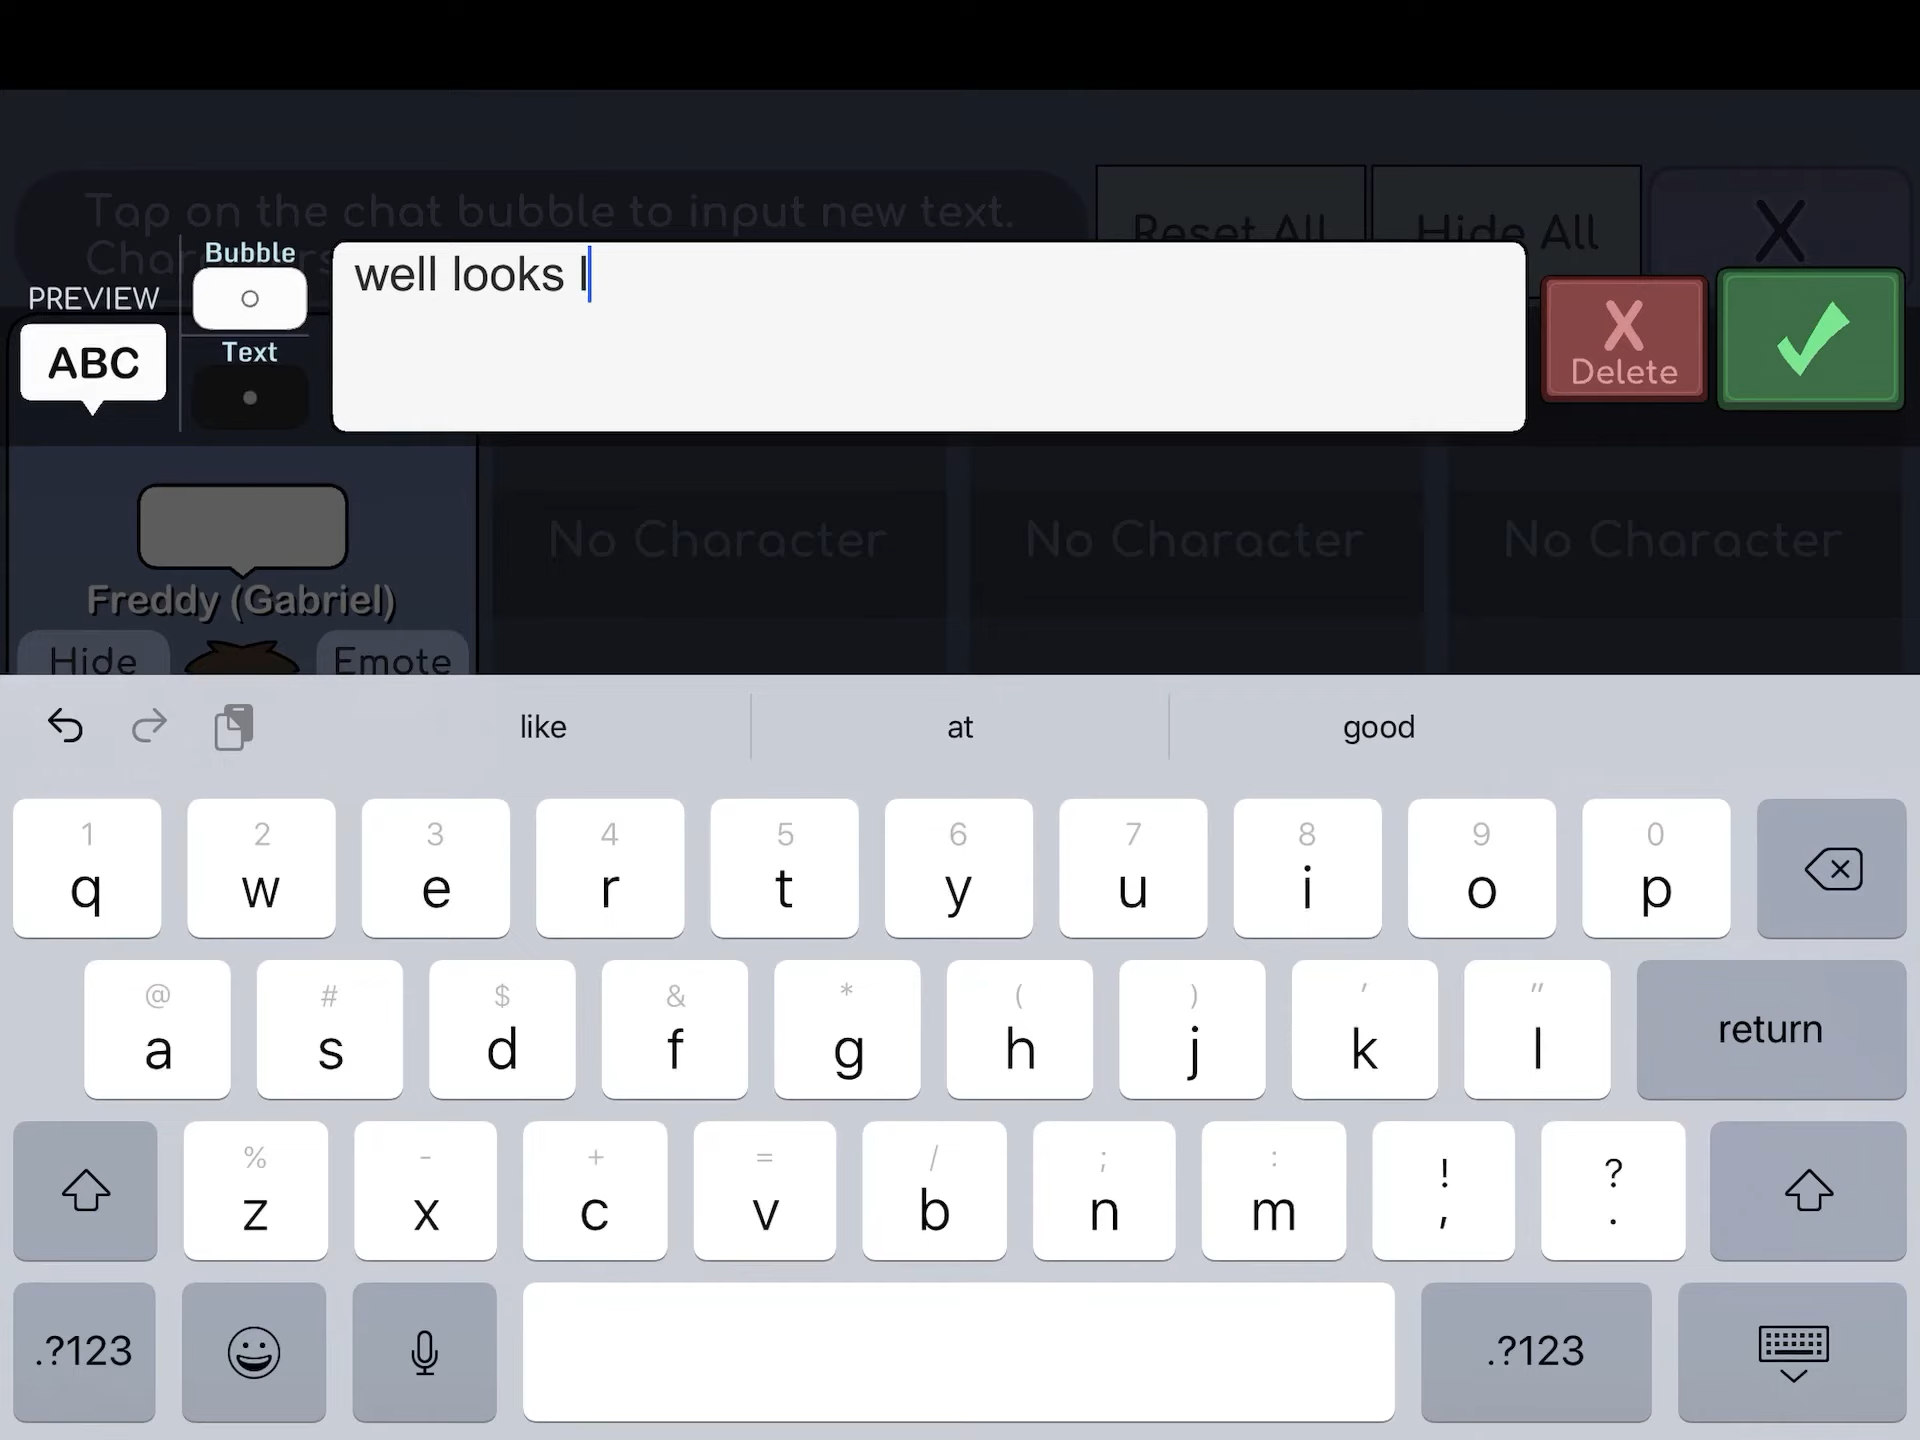 Tap on the chat bubble to input new text.
Reset All
Hide All
X
Bubble
PREVIEW
ABC
Text
well looks l
X
Delete
No Character
No Character
No Character
Freddy (Gabriel)
Hide
Emote
like
at
good
1 2 3 4 5 6 7 8 9 0
q w e r t y u i o p
@ # $ & * ( ) ' "
a s d f g h j k l
return
% - + = / ; : ! ?
z x c v b n m , .
.?123
.?123